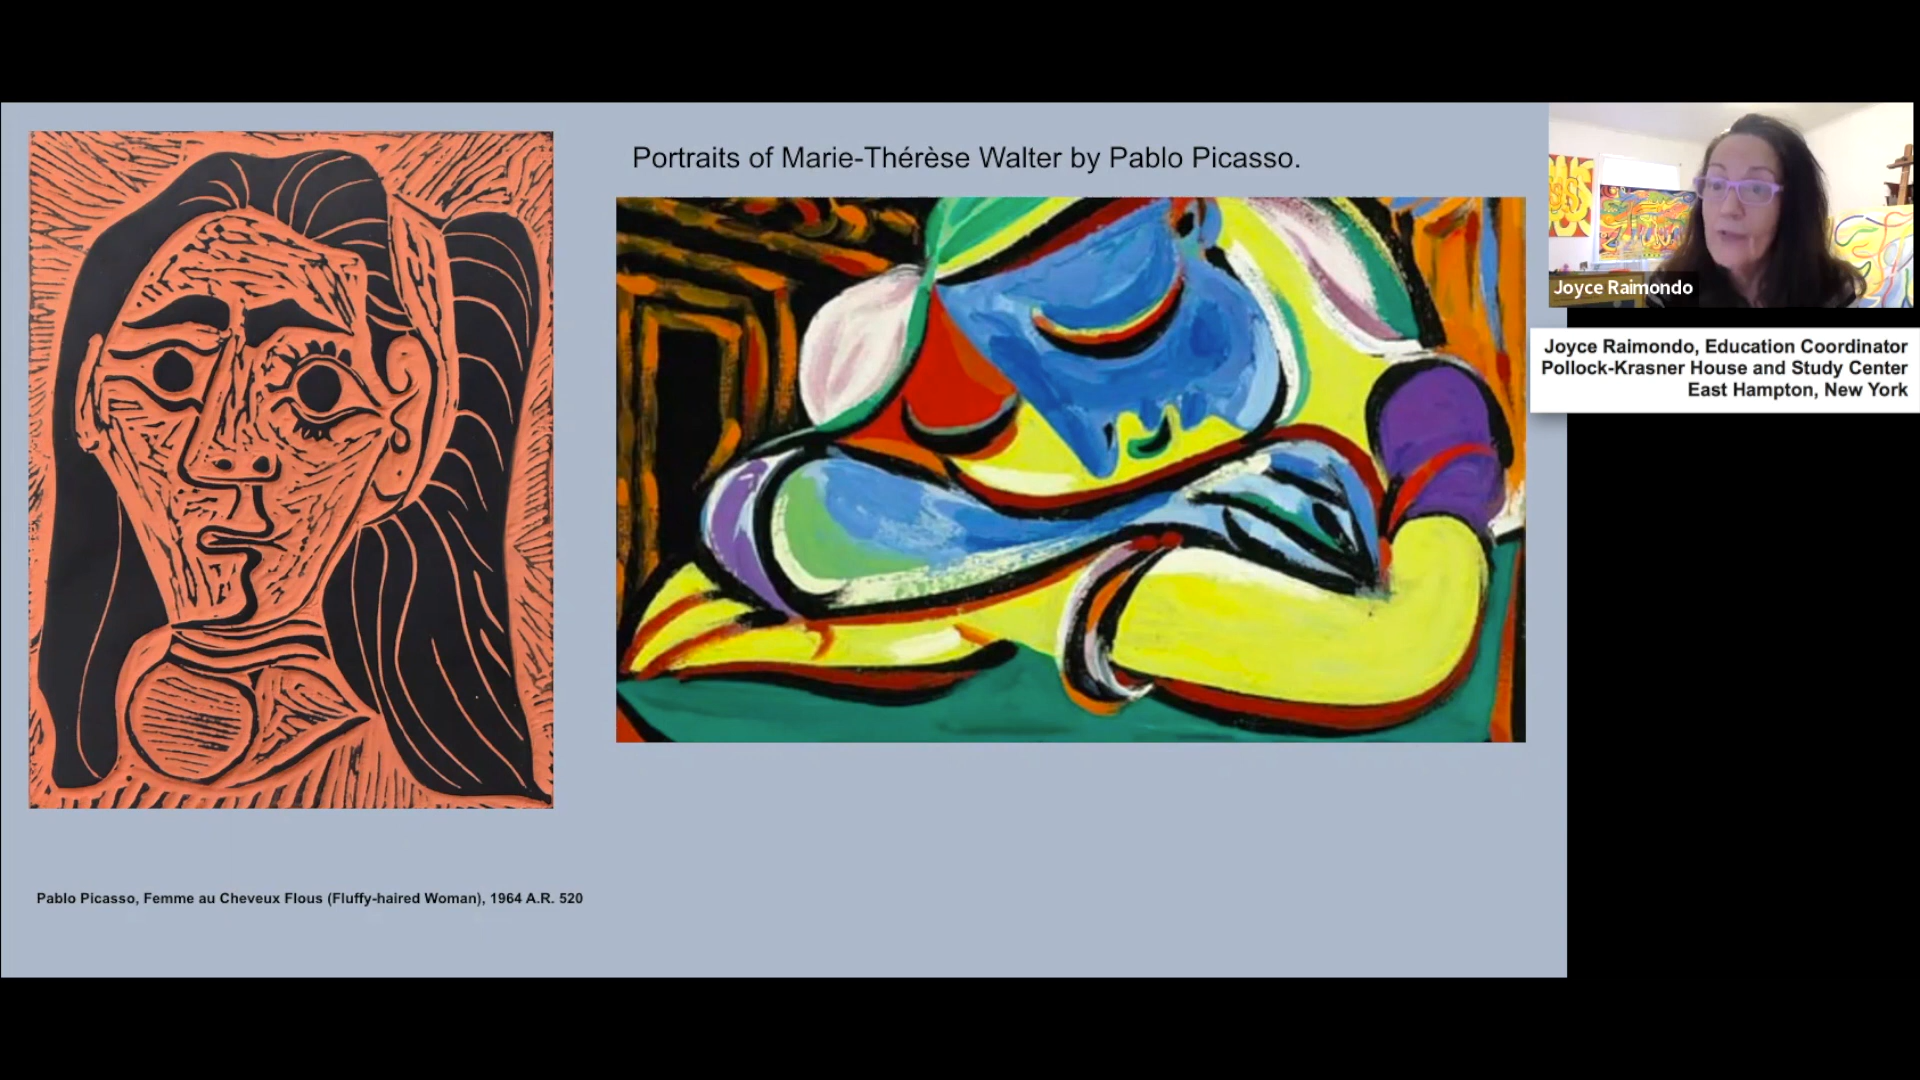 Portraits of Marie-Thérèse Walter by Pablo Picasso.
Joyce Raimondo
Joyce Raimondo, Education Coordinator
Pollock-Krasner House and Study Center
East Hampton, New York
Pablo Picasso, Femme au Cheveux Flous (Fluffy-haired Woman), 1964 A.R. 520